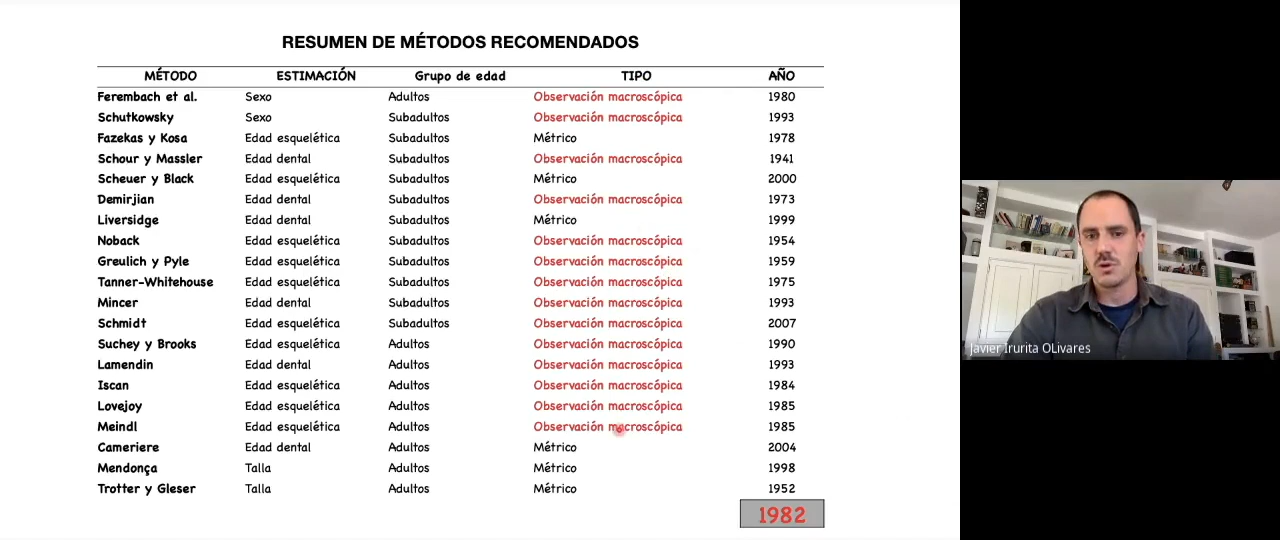 RESUMEN DE MÉTODOS RECOMENDADOS
MÉTODO ESTIMACIÓN Grupo de edad TIPO AÑO
Ferembach et al. Sexo Adultos Observación macroscópica 1980
Schutkowsky Sexo Subadultos Observación macroscópica 1993
Fazekas y Kosa Edad esquelética Subadultos Métrico 1978
Schour y Massler Edad dental Subadultos Observación macroscópica 1941
Scheuer y Black Edad esquelética Subadultos Métrico 2000
Demirjian Edad dental Subadultos Observación macroscópica 1973
Liversidge Edad dental Subadultos Métrico 1999
Noback Edad esquelética Subadultos Observación macroscópica 1954
Greulich y Pyle Edad esquelética Subadultos Observación macroscópica 1959
Tanner-Whitehouse Edad esquelética Subadultos Observación macroscópica 1975
Mincer Edad dental Subadultos Observación macroscópica 1993
Schmidt Edad esquelética Subadultos Observación macroscópica 2007
Suchey y Brooks Edad esquelética Adultos Observación macroscópica 1990
Lamendin Edad dental Adultos Observación macroscópica 1993
Iscan Edad esquelética Adultos Observación macroscópica 1984
Lovejoy Edad esquelética Adultos Observación macroscópica 1985
Meindl Edad esquelética Adultos Observación macroscópica 1985
Cameriere Edad dental Adultos Métrico 2004
Mendonça Talla Adultos Métrico 1998
Trotter y Gleser Talla Adultos Métrico 1952
1982
Javier Irurita OLivares